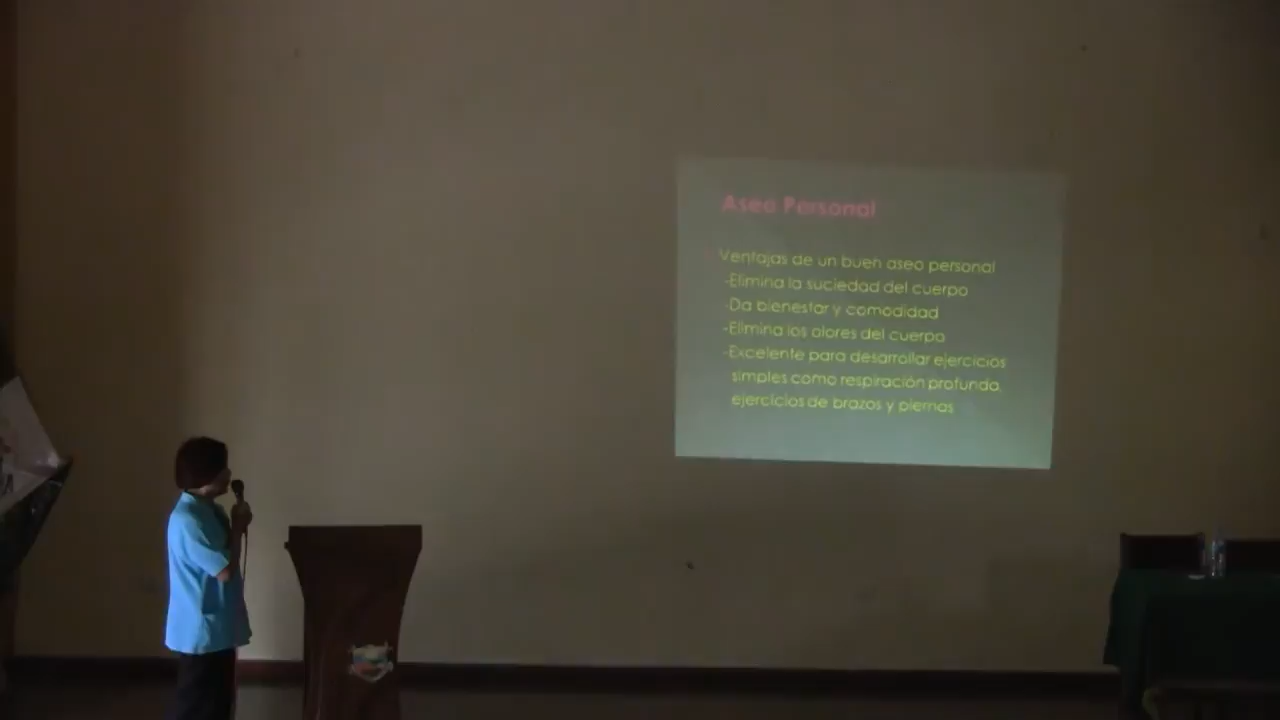 Aseo Personal
Ventajas de un buen aseo personal
-Elimina la suciedad del cuerpo
-Da bienestar y comodidad
-Elimina los olores del cuerpo
-Excelente para desarrollar ejercicios
simples como respiración profunda,
ejercicios de brazos y piernas